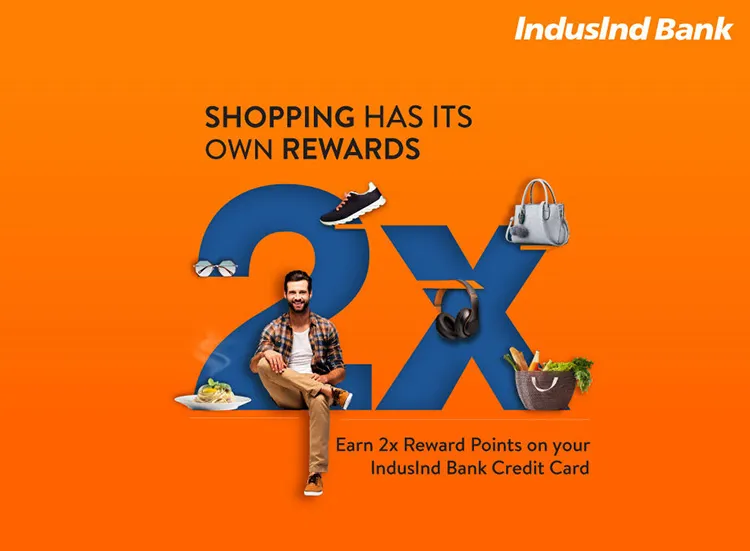 IndusInd Bank
SHOPPING HAS ITS
OWN REWARDS
2X
Earn 2x Reward Points on your
IndusInd Bank Credit Card